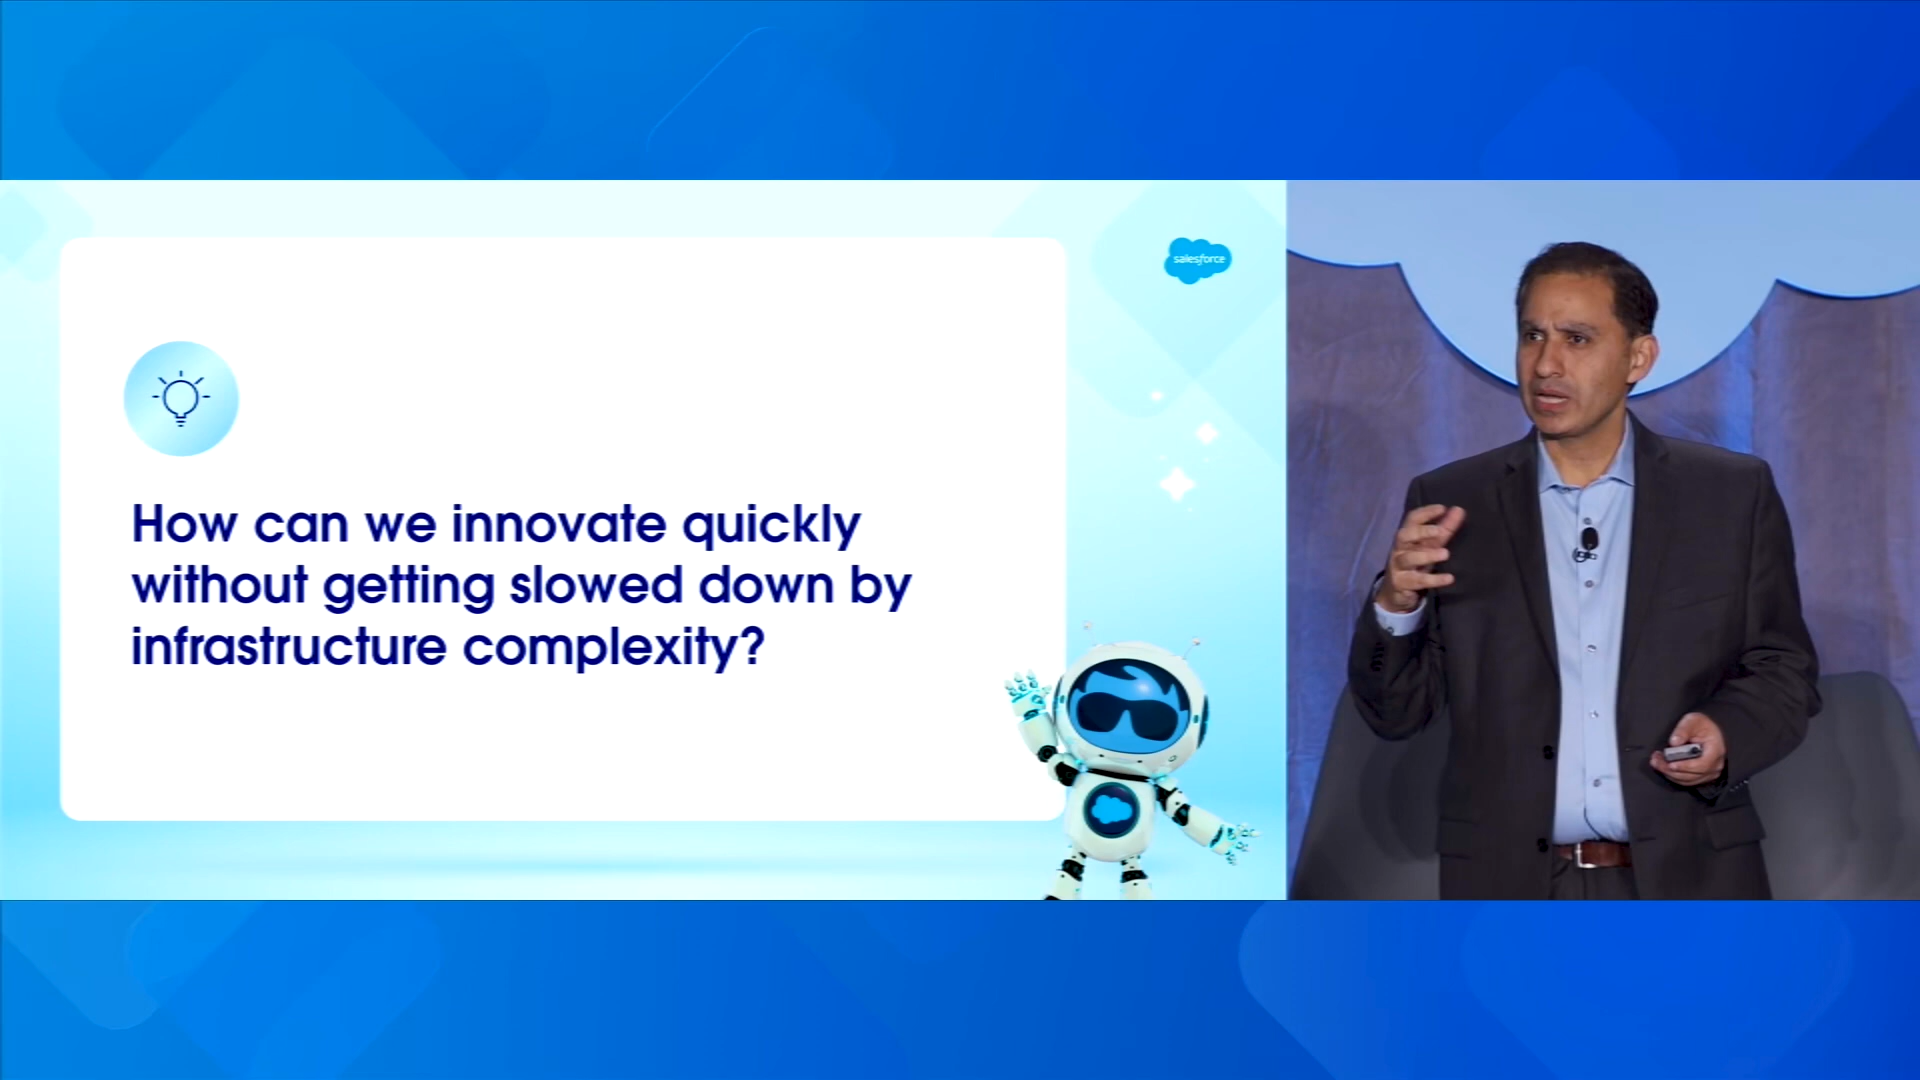 salesforce
How can we innovate quickly
without getting slowed down by
infrastructure complexity?